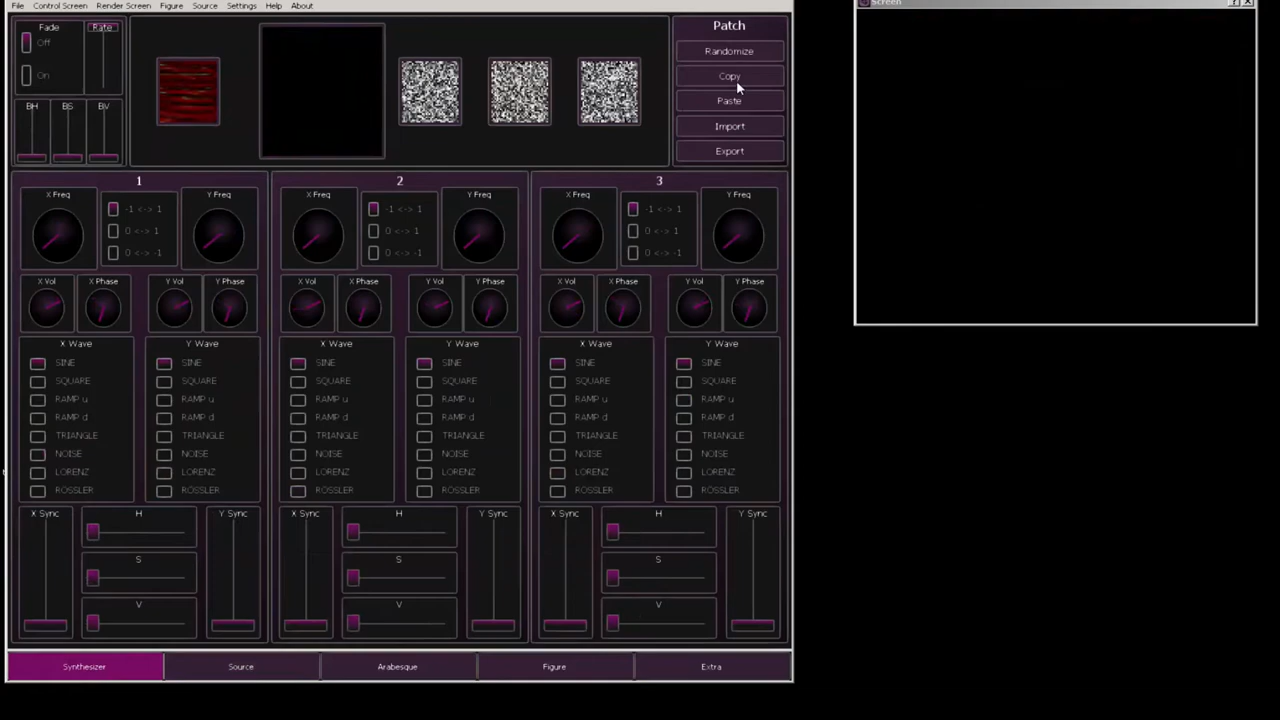 File Control Screen Render Screen Figure Source Settings Help About
Screen
Fade
Off
On
Rate
BH BS BV
Patch
Randomize
Copy
Paste
Import
Export
1
X Freq
-1 <-> 1
0 <-> 1
0 <-> -1
Y Freq
X Vol X Phase Y Vol Y Phase
X Wave
SINE
SQUARE
RAMP u
RAMP d
TRIANGLE
NOISE
LORENZ
ROSSLER
Y Wave
SINE
SQUARE
RAMP u
RAMP d
TRIANGLE
NOISE
LORENZ
ROSSLER
X Sync
H
S
V
Y Sync
2
X Freq
-1 <-> 1
0 <-> 1
0 <-> -1
Y Freq
X Vol X Phase Y Vol Y Phase
X Wave
SINE
SQUARE
RAMP u
RAMP d
TRIANGLE
NOISE
LORENZ
ROSSLER
Y Wave
SINE
SQUARE
RAMP u
RAMP d
TRIANGLE
NOISE
LORENZ
ROSSLER
X Sync
H
S
V
Y Sync
3
X Freq
-1 <-> 1
0 <-> 1
0 <-> -1
Y Freq
X Vol X Phase Y Vol Y Phase
X Wave
SINE
SQUARE
RAMP u
RAMP d
TRIANGLE
NOISE
LORENZ
ROSSLER
Y Wave
SINE
SQUARE
RAMP u
RAMP d
TRIANGLE
NOISE
LORENZ
ROSSLER
X Sync
H
S
V
Y Sync
Synthesizer Source Arabesque Figure Extra